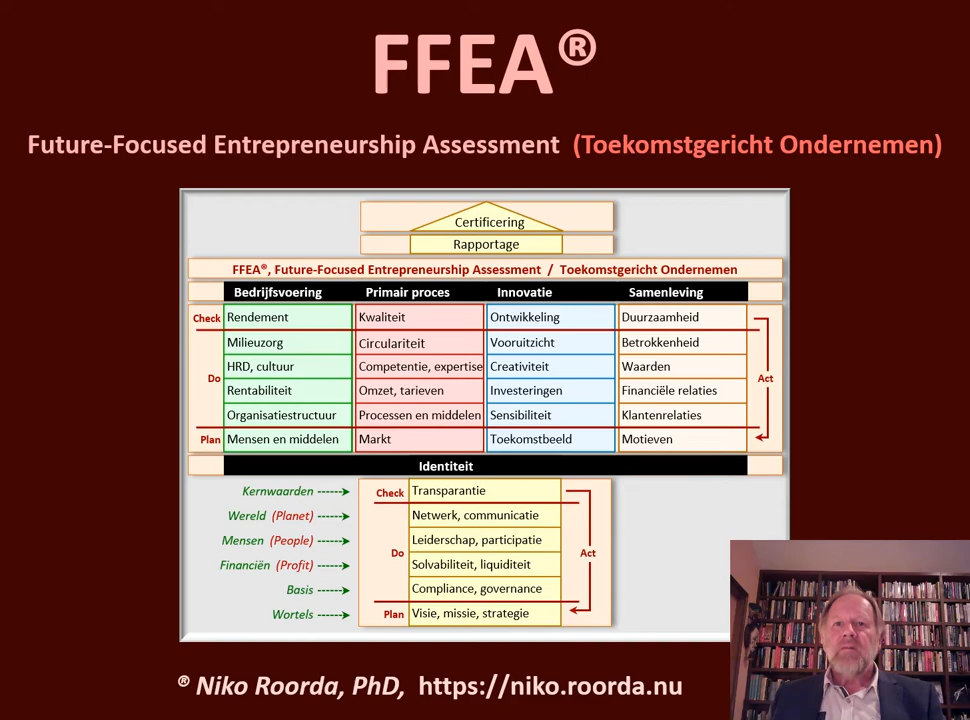 FFEA®
Future-Focused Entrepreneurship Assessment (Toekomstgericht Ondernemen)
Certificering
Rapportage
FFEA®, Future-Focused Entrepreneurship Assessment / Toekomstgericht Ondernemen
Bedrijfsvoering Primair proces Innovatie Samenleving
Check Rendement Kwaliteit Ontwikkeling Duurzaamheid
Milieuzorg Circulariteit Vooruitzicht Betrokkenheid
Do HRD, cultuur Competentie, expertise Creativiteit Waarden Act
Rentabiliteit Omzet, tarieven Investeringen Financiële relaties
Organisatiestructuur Processen en middelen Sensibiliteit Klantenrelaties
Plan Mensen en middelen Markt Toekomstbeeld Motieven
Identiteit
Kernwaarden Check Transparantie
Wereld (Planet) Netwerk, communicatie
Mensen (People) Do Leiderschap, participatie Act
Financiën (Profit) Solvabiliteit, liquiditeit
Basis Compliance, governance
Wortels Plan Visie, missie, strategie
® Niko Roorda, PhD, https://niko.roorda.nu